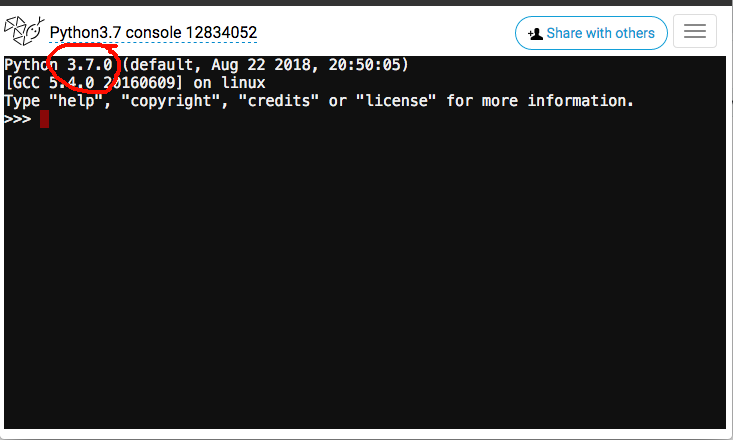 Python3.7 console 12834052
Share with others
Python 3.7.0 (default, Aug 22 2018, 20:50:05)
[GCC 5.4.0 20160609] on linux
Type "help", "copyright", "credits" or "license" for more information.
>>>